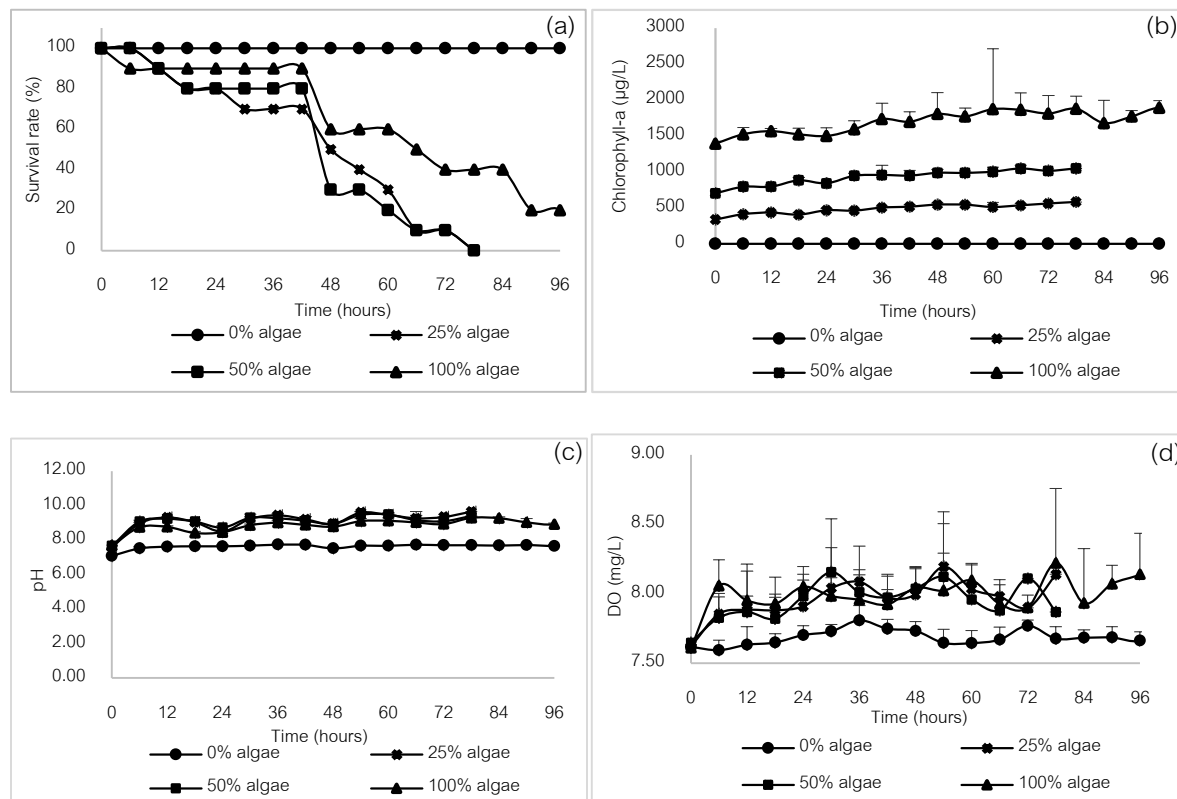 (a)
Survival rate (%)
100
80
60
40
20
0
0 12 24 36 48 60 72 84 96
Time (hours)
0% algae 25% algae
50% algae 100% algae
(b)
Chlorophyll-a (µg/L)
3000
2500
2000
1500
1000
500
0
0 12 24 36 48 60 72 84 96
Time (hours)
0% algae 25% algae
50% algae 100% algae
(c)
pH
12.00
10.00
8.00
6.00
4.00
2.00
0.00
0 12 24 36 48 60 72 84 96
Time (hours)
0% algae 25% algae
50% algae 100% algae
(d)
DO (mg/L)
9.00
8.50
8.00
7.50
0 12 24 36 48 60 72 84 96
Time (hours)
0% algae 25% algae
50% algae 100% algae